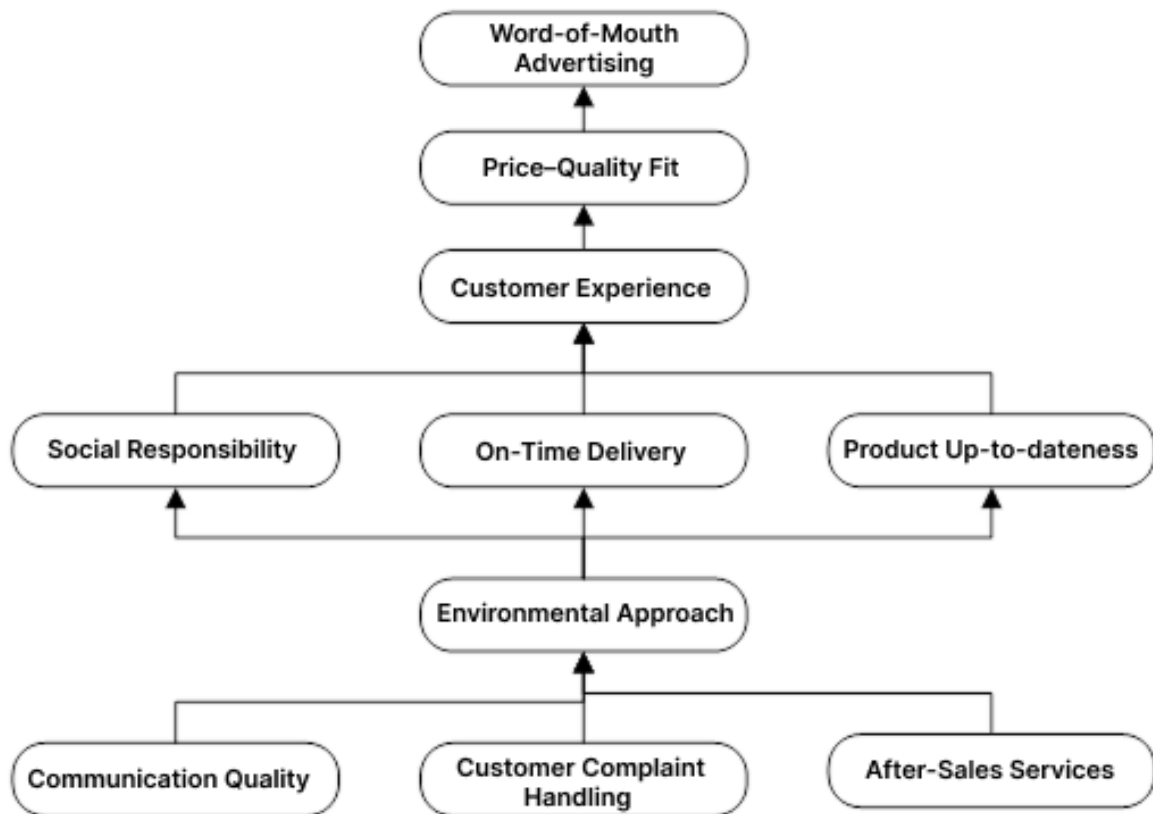 Word-of-Mouth
Advertising
Price–Quality Fit
Customer Experience
Social Responsibility
On-Time Delivery
Product Up-to-dateness
Environmental Approach
Communication Quality
Customer Complaint
Handling
After-Sales Services